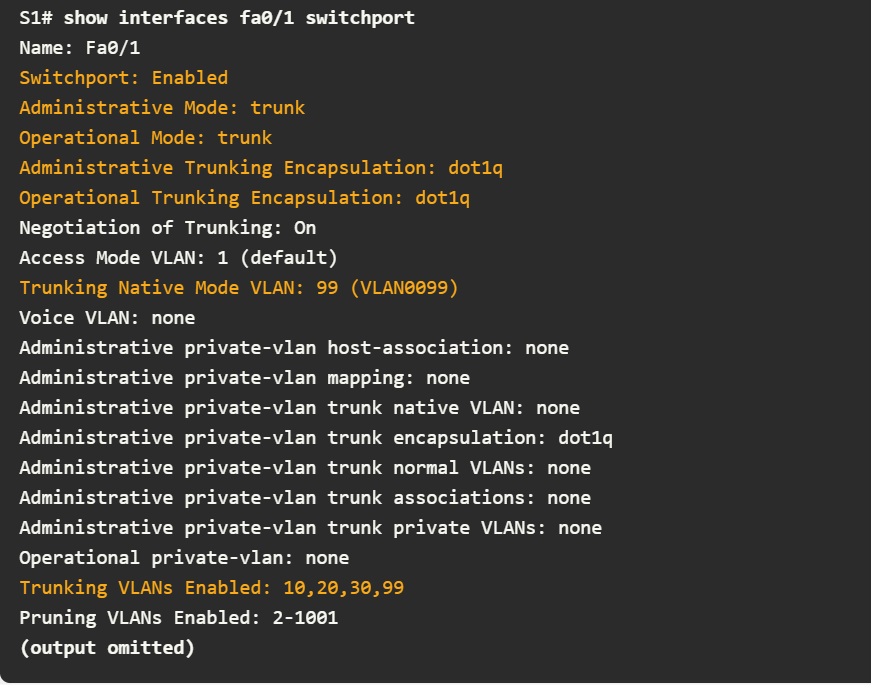 S1# show interfaces fa0/1 switchport
Name: Fa0/1
Switchport: Enabled
Administrative Mode: trunk
Operational Mode: trunk
Administrative Trunking Encapsulation: dot1q
Operational Trunking Encapsulation: dot1q
Negotiation of Trunking: On
Access Mode VLAN: 1 (default)
Trunking Native Mode VLAN: 99 (VLAN0099)
Voice VLAN: none
Administrative private-vlan host-association: none
Administrative private-vlan mapping: none
Administrative private-vlan trunk native VLAN: none
Administrative private-vlan trunk encapsulation: dot1q
Administrative private-vlan trunk normal VLANs: none
Administrative private-vlan trunk associations: none
Administrative private-vlan trunk private VLANs: none
Operational private-vlan: none
Trunking VLANs Enabled: 10,20,30,99
Pruning VLANs Enabled: 2-1001
(output omitted)